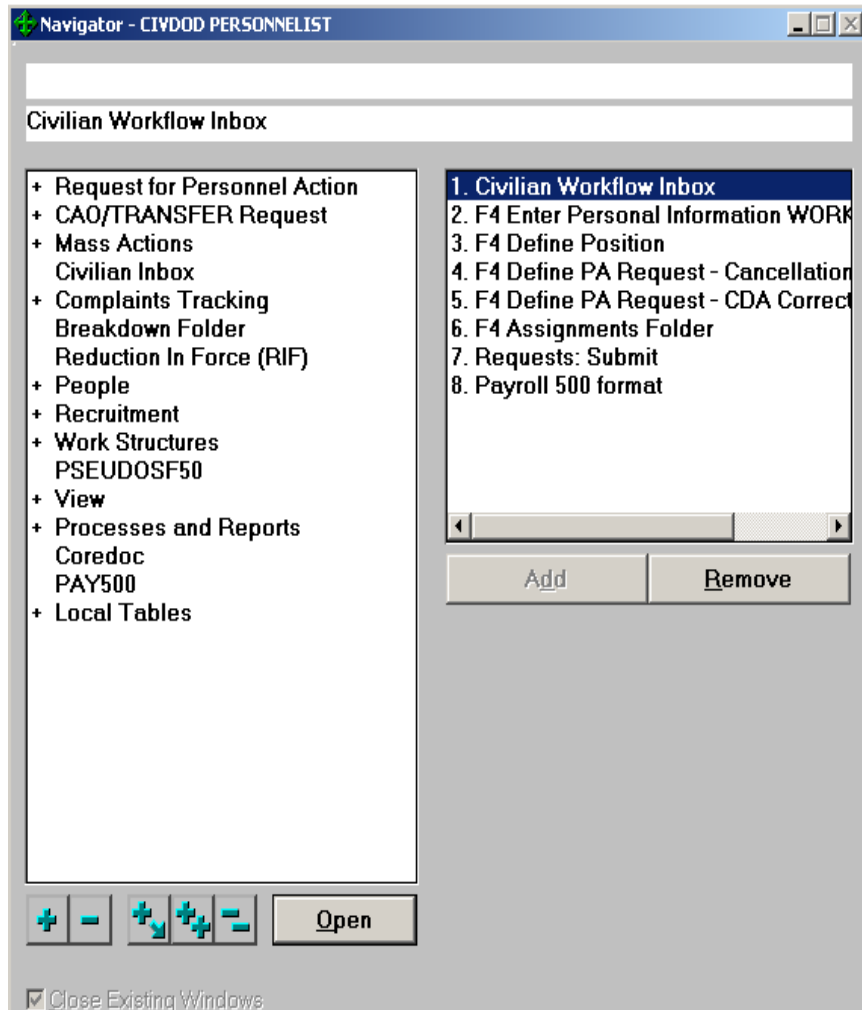 Navigator - CIVDOD PERSONNELIST
Civilian Workflow Inbox
+ Request for Personnel Action
+ CAO/TRANSFER Request
+ Mass Actions
Civilian Inbox
+ Complaints Tracking
Breakdown Folder
Reduction In Force (RIF)
+ People
+ Recruitment
+ Work Structures
PSEUDOSF50
+ View
+ Processes and Reports
Coredoc
PAY500
+ Local Tables
1. Civilian Workflow Inbox
2. F4 Enter Personal Information WORK
3. F4 Define Position
4. F4 Define PA Request - Cancellation
5. F4 Define PA Request - CDA Correct
6. F4 Assignments Folder
7. Requests: Submit
8. Payroll 500 format
Add
Remove
Open
Close Existing Windows